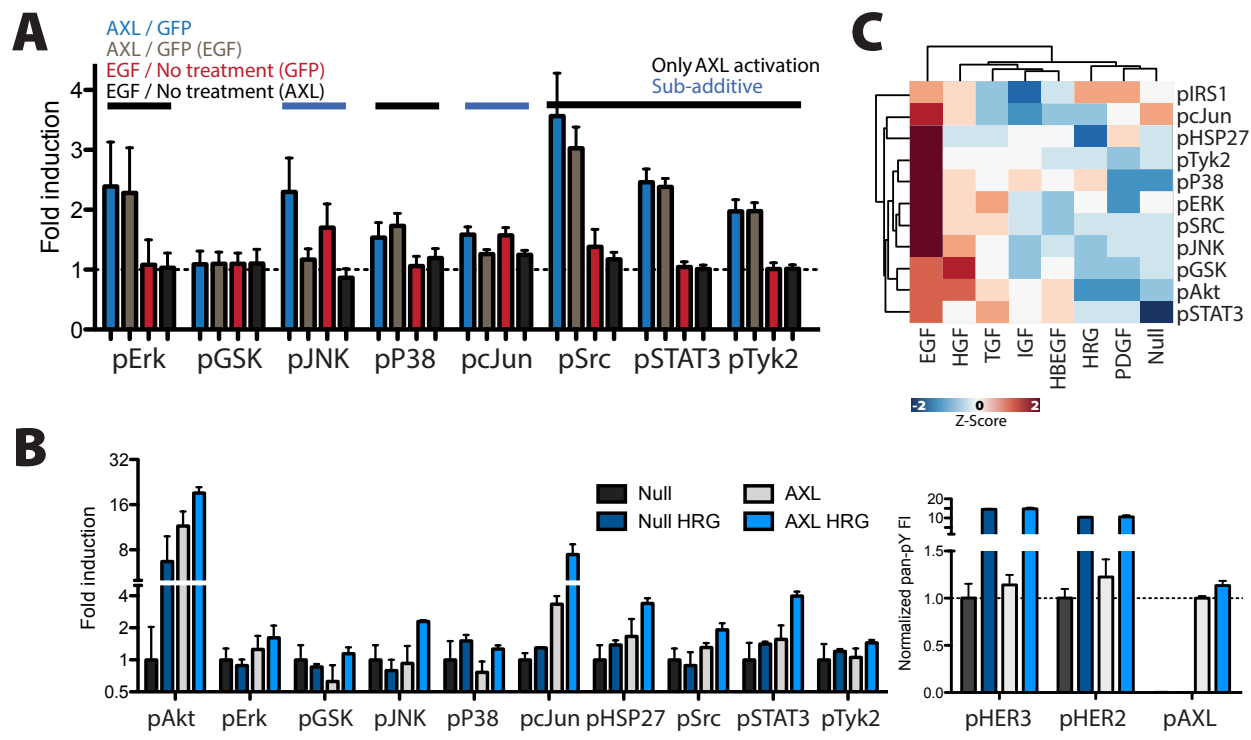 A
AXL / GFP
AXL / GFP (EGF)
EGF / No treatment (GFP)
EGF / No treatment (AXL)
Only AXL activation
Sub-additive
Fold induction
4
3
2
1
0
pErk
pGSK
pJNK
pP38
pcJun
pSrc
pSTAT3
pTyk2
C
pIRS1
pcJun
pHSP27
pTyk2
pP38
pERK
pSRC
pJNK
pGSK
pAkt
pSTAT3
EGF
HGF
TGF
IGF
HBEGF
HRG
PDGF
Null
-2 0 2
Z-Score
B
Fold induction
32
16
8
4
2
1
0.5
Null
AXL
Null HRG
AXL HRG
pAkt
pErk
pGSK
pJNK
pP38
pcJun
pHSP27
pSrc
pSTAT3
pTyk2
Normalized pan-pY FI
20
10
1.5
1.0
0.5
0.0
pHER3
pHER2
pAXL